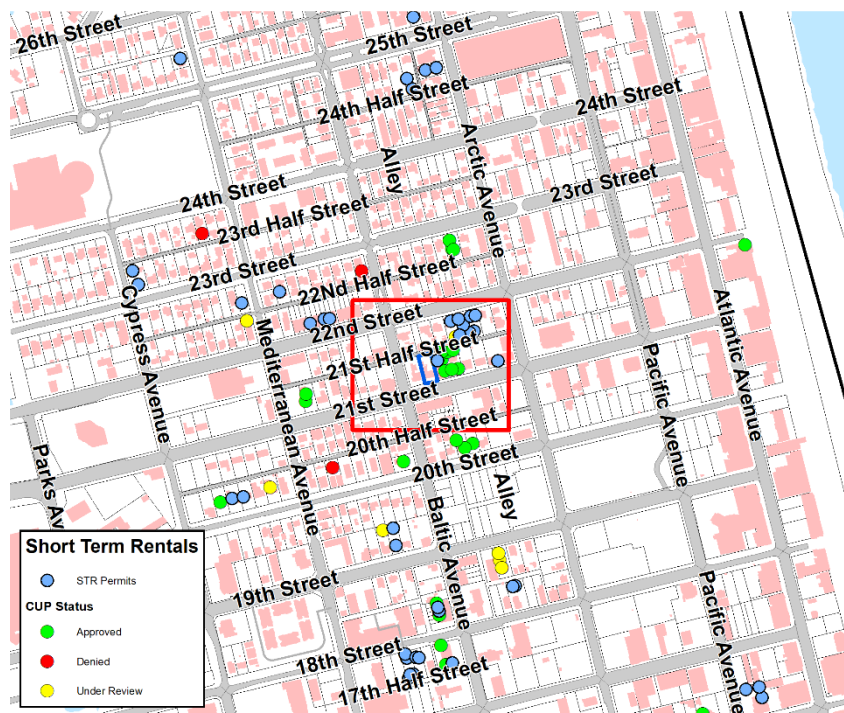 26th Street
25th Street
24th Half Street
24th Street
Arctic Avenue
Alley
23rd Street
24th Street
23rd Half Street
23rd Street
22Nd Half Street
22nd Street
21St Half Street
21st Street
Cypress Avenue
Mediterranean Avenue
Atlantic Avenue
Pacific Avenue
20th Half Street
20th Street
Parks Av
Alley
Baltic Avenue
19th Street
18th Street
17th Half Street
Pacific Avenue
Short Term Rentals
STR Permits
CUP Status
Approved
Denied
Under Review